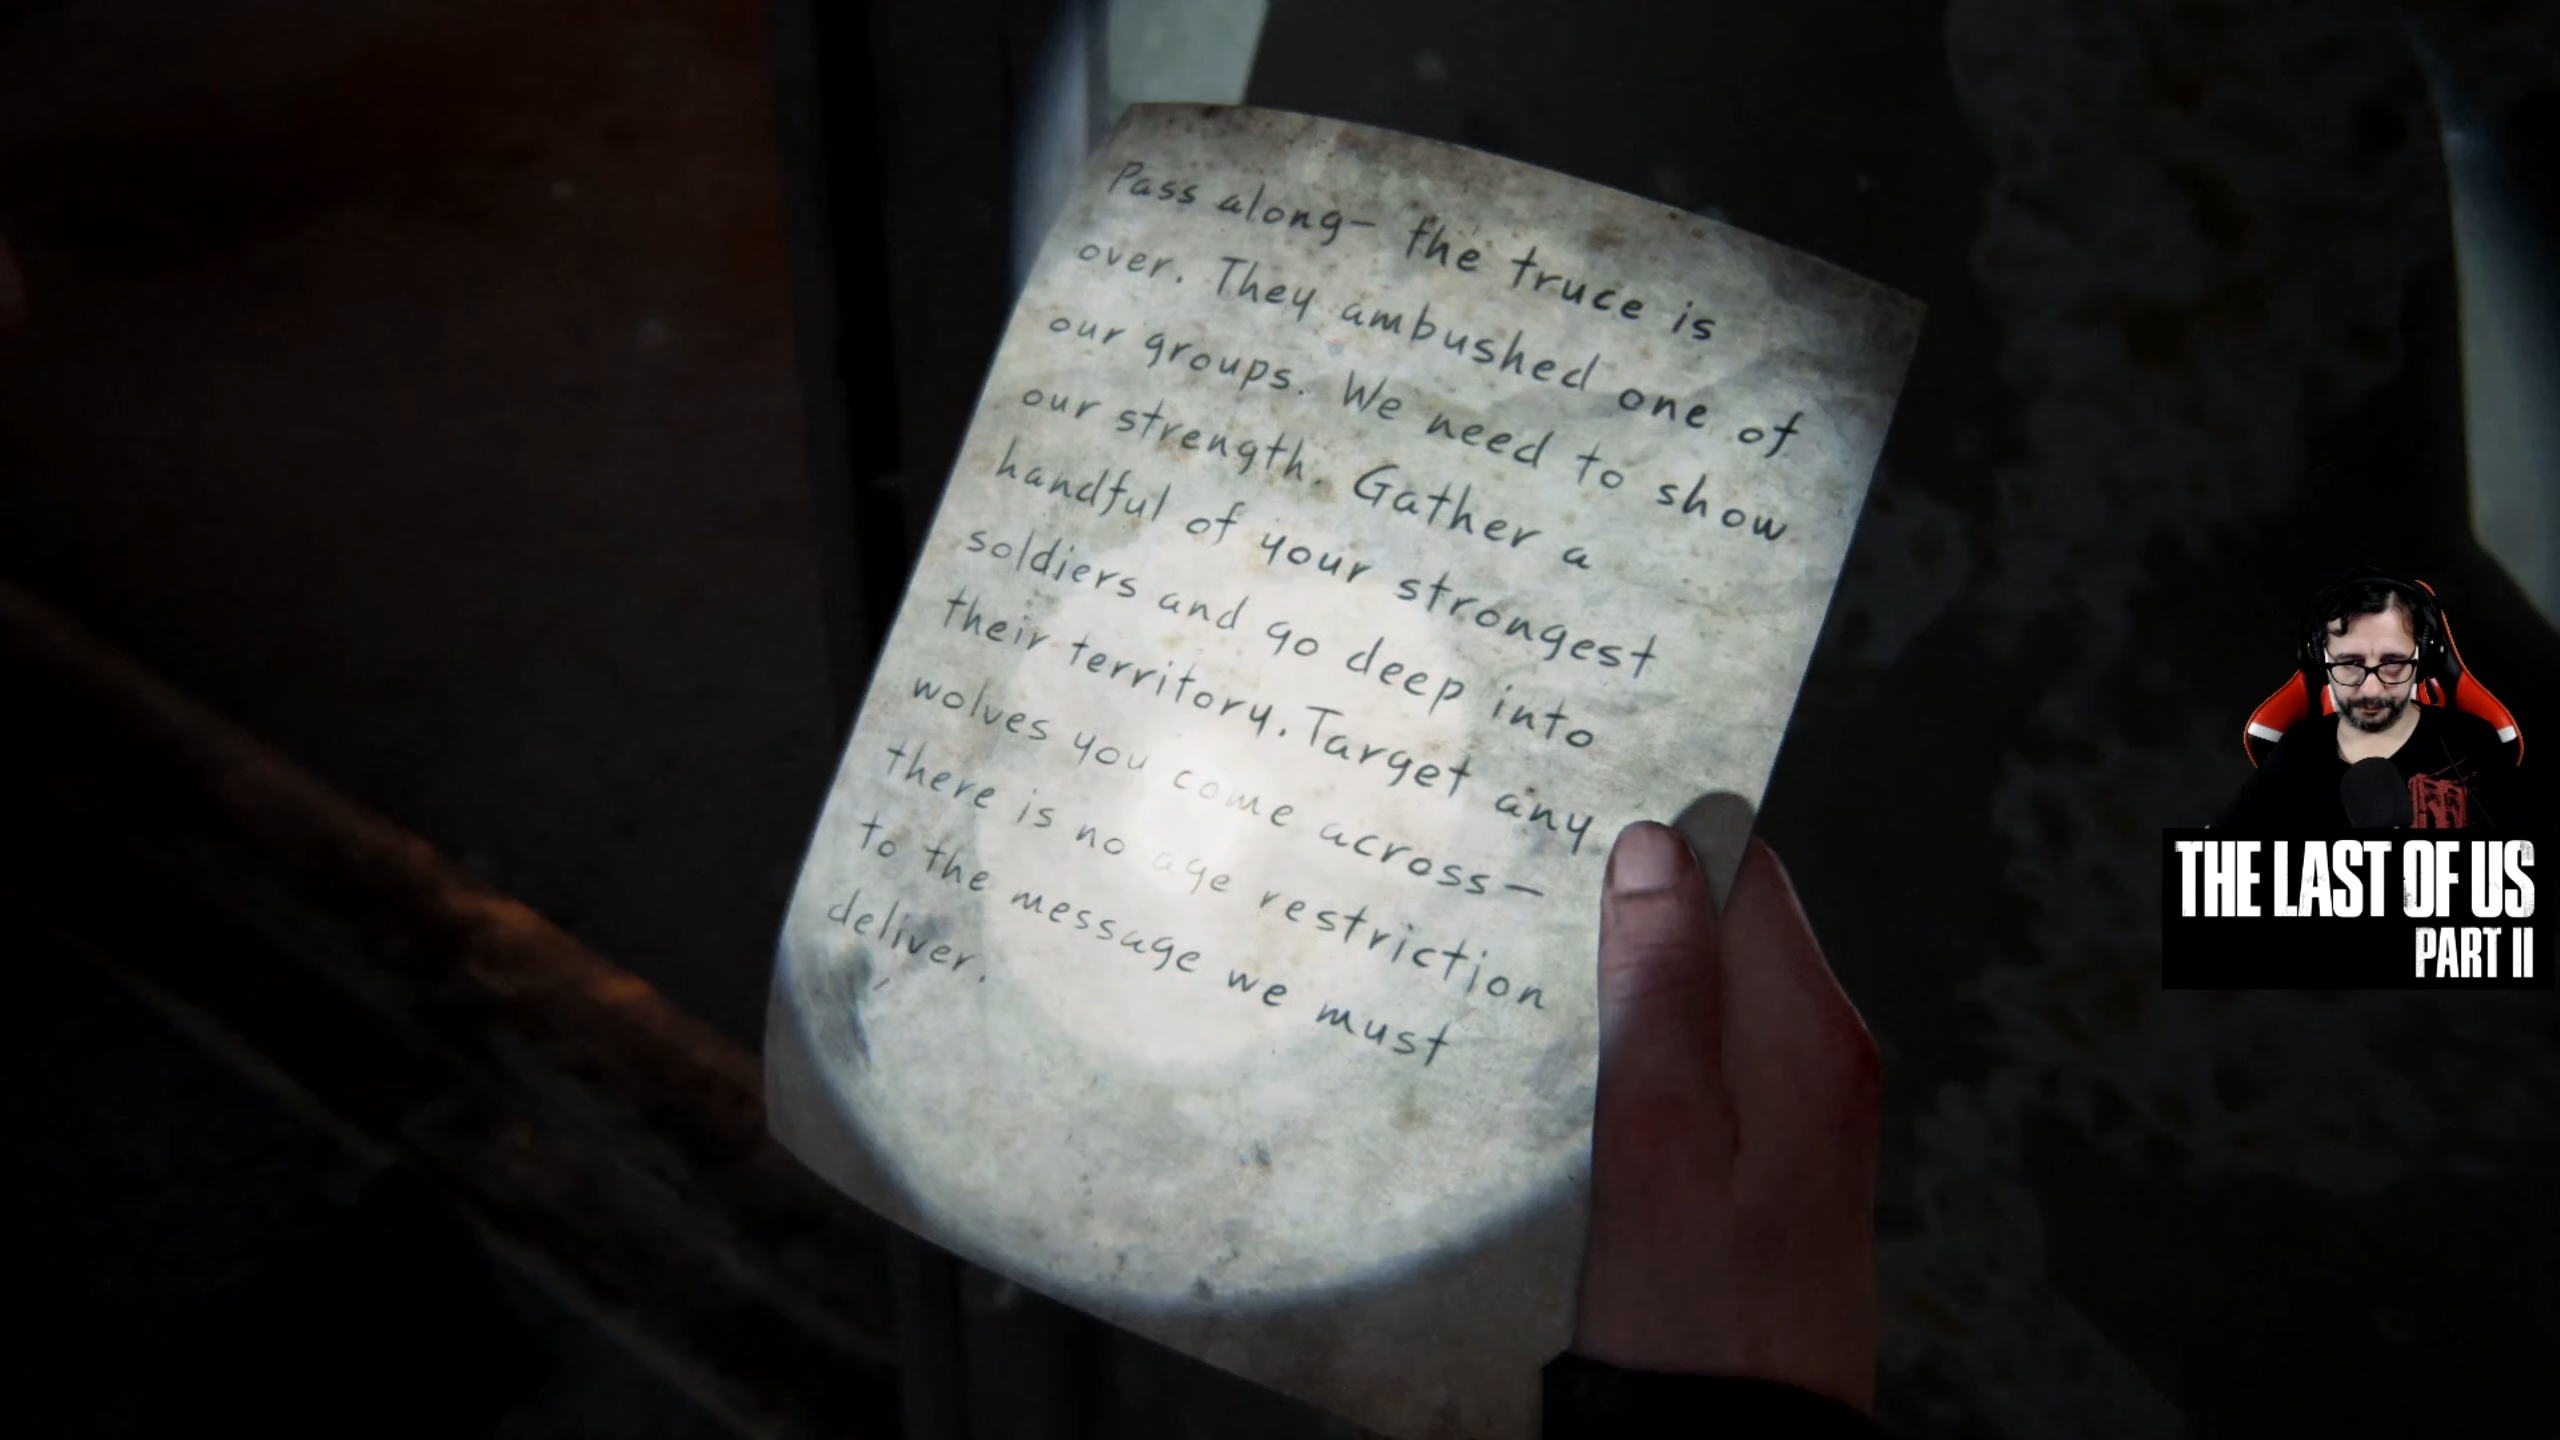 Pass along— the truce is
over. They ambushed one of
our groups. We need to show
our strength. Gather a
handful of your strongest
soldiers and go deep into
their territory. Target any
wolves you come across—
there is no age restriction
to the message we must
deliver.
THE LAST OF US
PART II